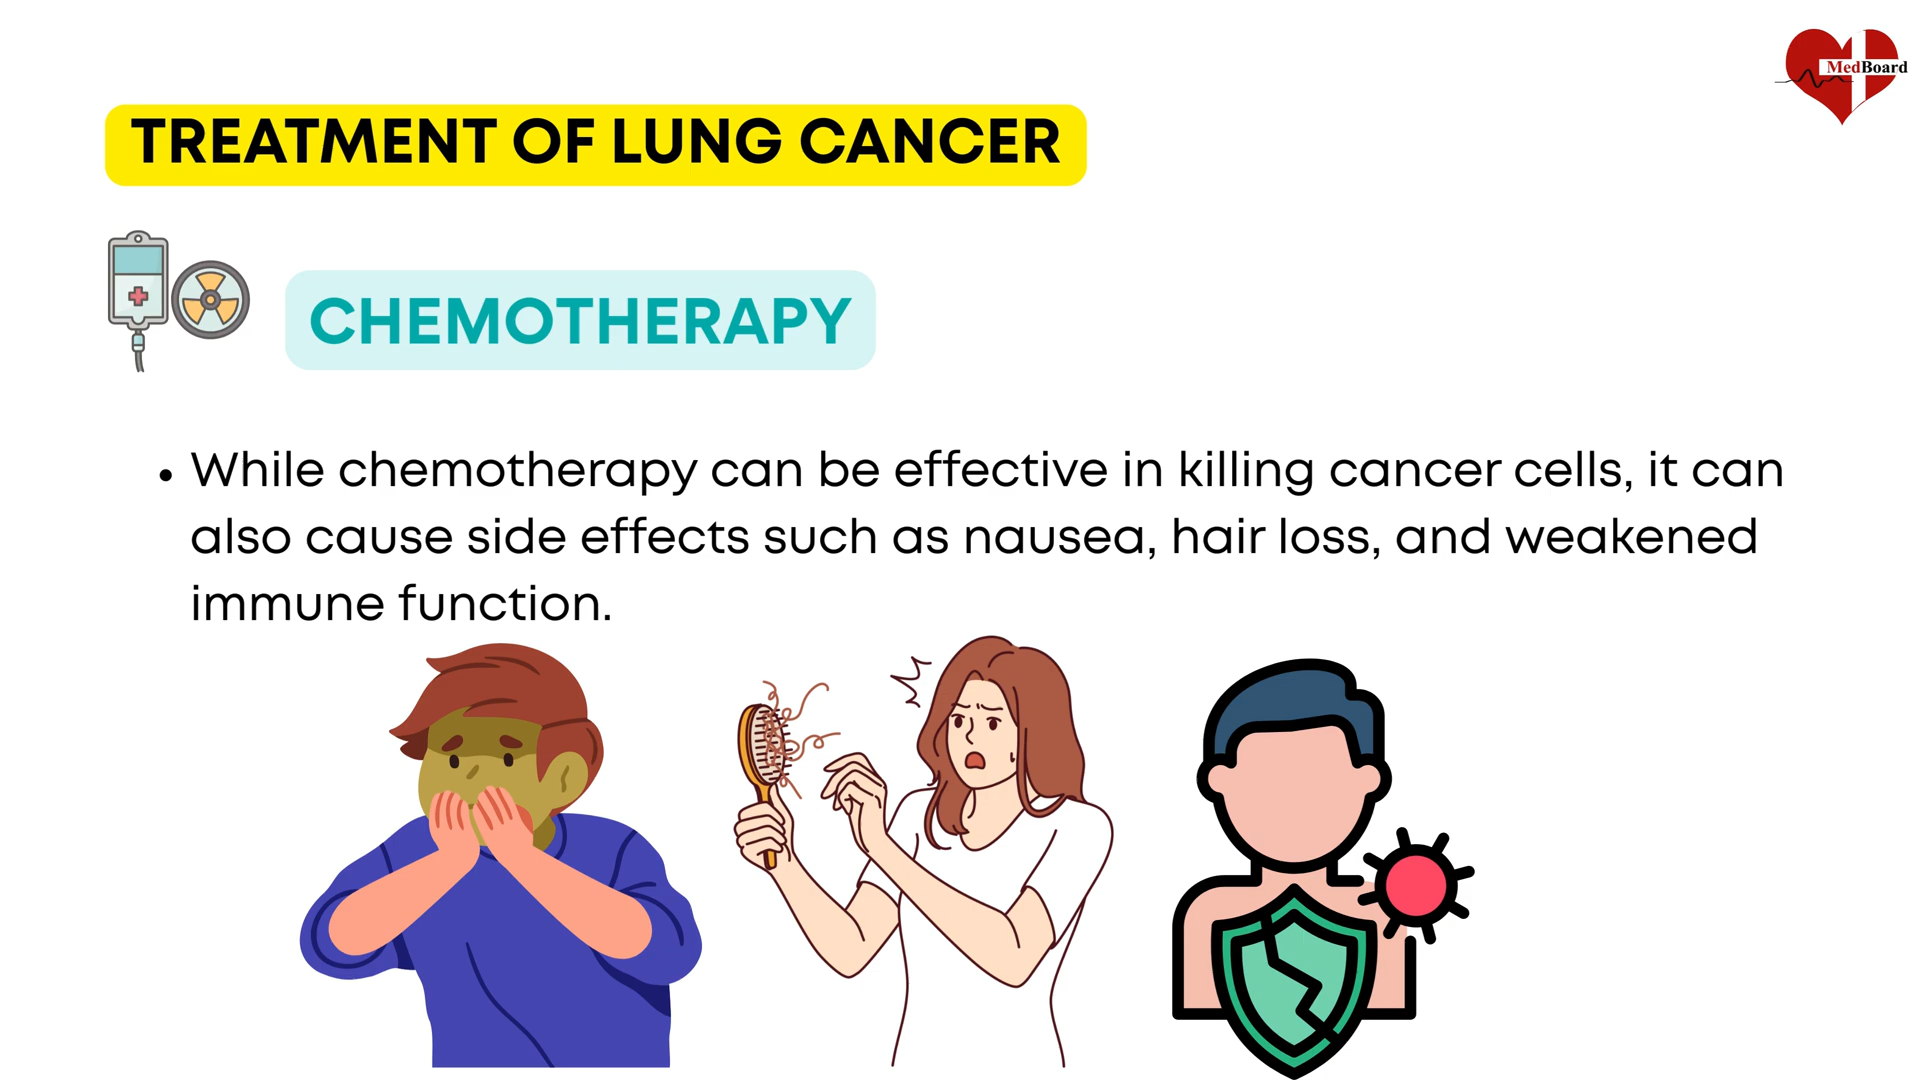 MedBoard
TREATMENT OF LUNG CANCER
CHEMOTHERAPY
• While chemotherapy can be effective in killing cancer cells, it can
also cause side effects such as nausea, hair loss, and weakened
immune function.